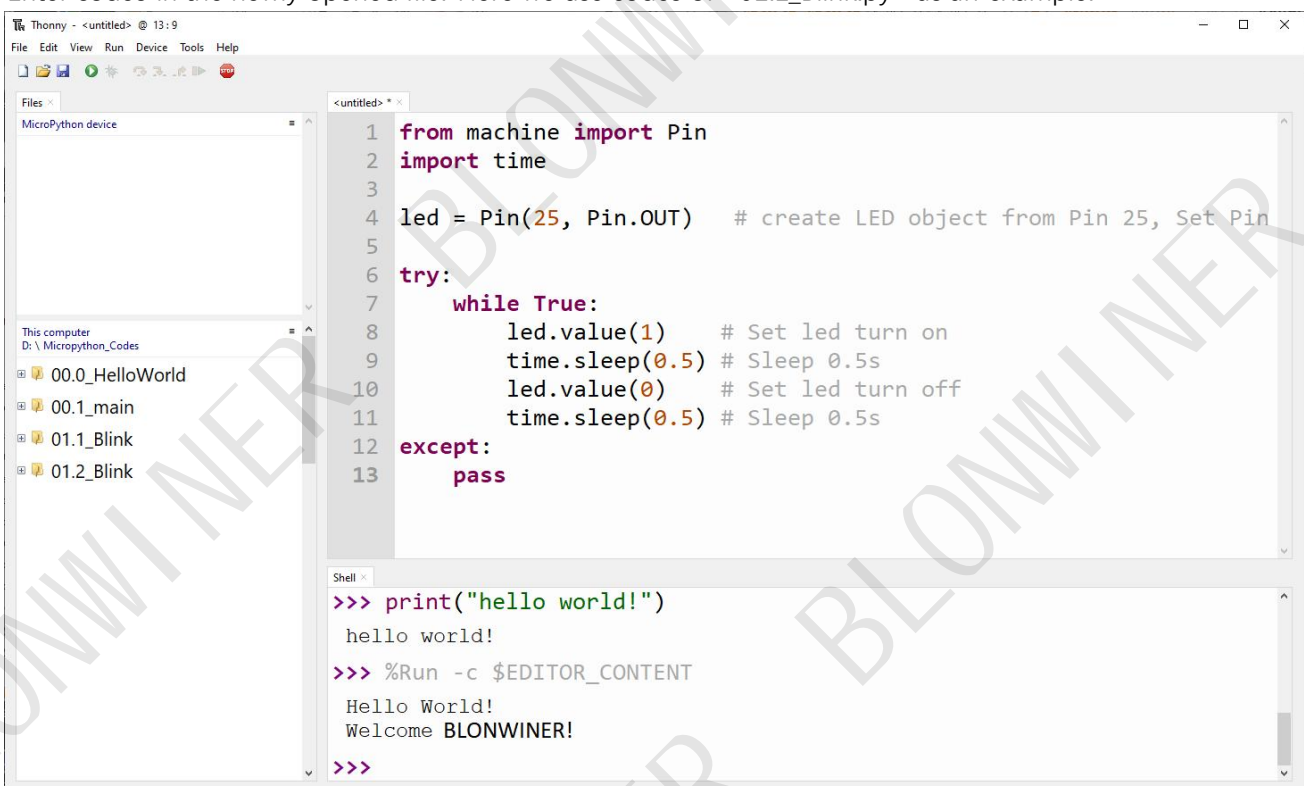 Thonny - <untitled> @ 13:9
File Edit View Run Device Tools Help
STOP
Files
MicroPython device
This computer
D: \ Micropython_Codes
00.0_HelloWorld
00.1_main
01.1_Blink
01.2_Blink
<untitled> *
1 from machine import Pin
2 import time
3
4 led = Pin(25, Pin.OUT)   # create LED object from Pin 25, Set Pin
5
6 try:
7     while True:
8         led.value(1)    # Set led turn on
9         time.sleep(0.5) # Sleep 0.5s
10         led.value(0)    # Set led turn off
11         time.sleep(0.5) # Sleep 0.5s
12 except:
13     pass
Shell
>>> print("hello world!")
hello world!
>>> %Run -c $EDITOR_CONTENT
Hello World!
Welcome BLONWINER!
>>>
BLONWINER